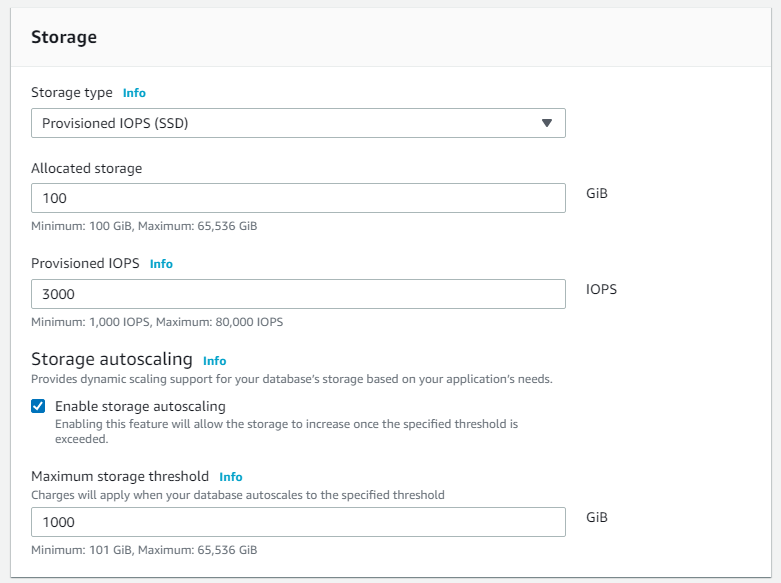 Storage
Storage type Info
Provisioned IOPS (SSD)
Allocated storage
100 GiB
Minimum: 100 GiB, Maximum: 65,536 GiB
Provisioned IOPS Info
3000 IOPS
Minimum: 1,000 IOPS, Maximum: 80,000 IOPS
Storage autoscaling Info
Provides dynamic scaling support for your database’s storage based on your application’s needs.
Enable storage autoscaling
Enabling this feature will allow the storage to increase once the specified threshold is
exceeded.
Maximum storage threshold Info
Charges will apply when your database autoscales to the specified threshold
1000 GiB
Minimum: 101 GiB, Maximum: 65,536 GiB